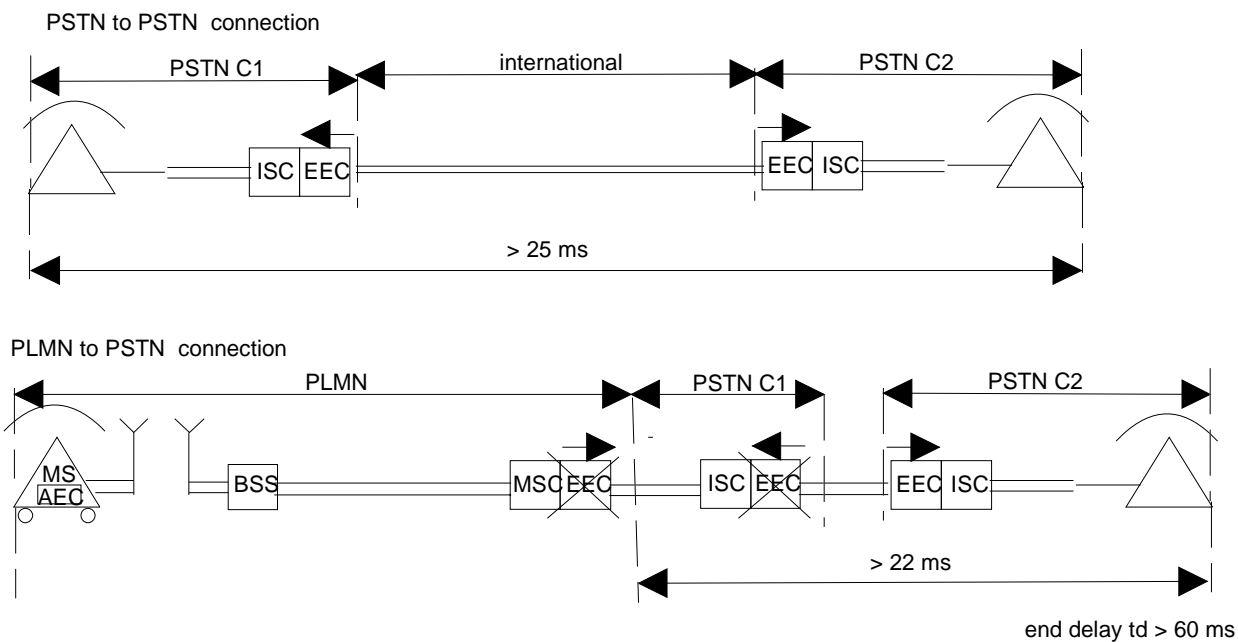 PSTN to PSTN connection
PSTN C1
international
PSTN C2
ISC EEC
EEC ISC
> 25 ms
PLMN to PSTN connection
PLMN
PSTN C1
PSTN C2
MS
AEC
BSS
MSC EEC
ISC EEC
EEC ISC
> 22 ms
end delay td > 60 ms